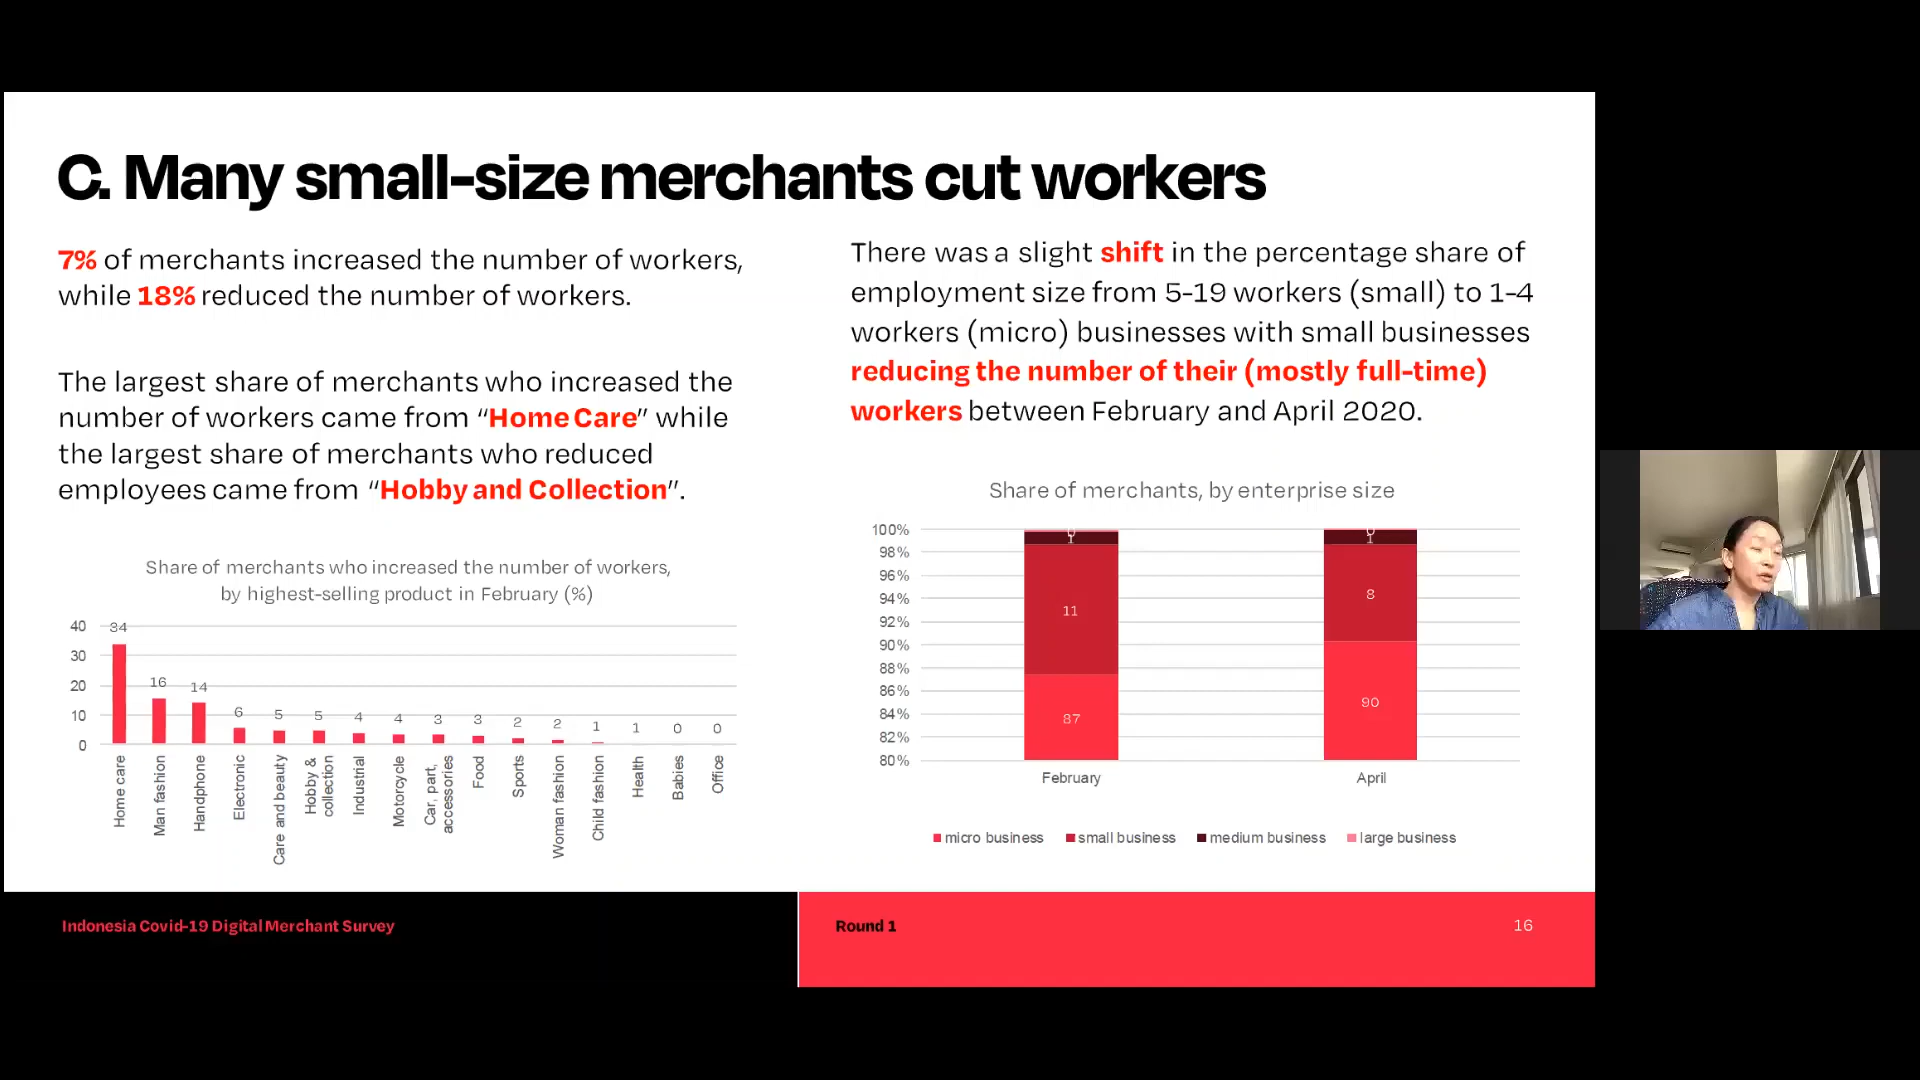 C. Many small-size merchants cut workers
7% of merchants increased the number of workers,
while 18% reduced the number of workers.
The largest share of merchants who increased the
number of workers came from “Home Care” while
the largest share of merchants who reduced
employees came from “Hobby and Collection”.
Share of merchants who increased the number of workers,
by highest-selling product in February (%)
40
30
20
10
0
34
16
14
6
5
5
4
4
3
3
2
2
1
1
0
0
Home care
Man fashion
Handphone
Electronic
Care and beauty
Hobby &
collection
Industrial
Motorcycle
Car, part,
accessories
Food
Sports
Woman fashion
Child fashion
Health
Babies
Office
There was a slight shift in the percentage share of
employment size from 5-19 workers (small) to 1-4
workers (micro) businesses with small businesses
reducing the number of their (mostly full-time)
workers between February and April 2020.
Share of merchants, by enterprise size
100%
98%
96%
94%
92%
90%
88%
86%
84%
82%
80%
0
1
11
87
0
1
8
90
February
April
micro business
small business
medium business
large business
Indonesia Covid-19 Digital Merchant Survey
Round 1
16